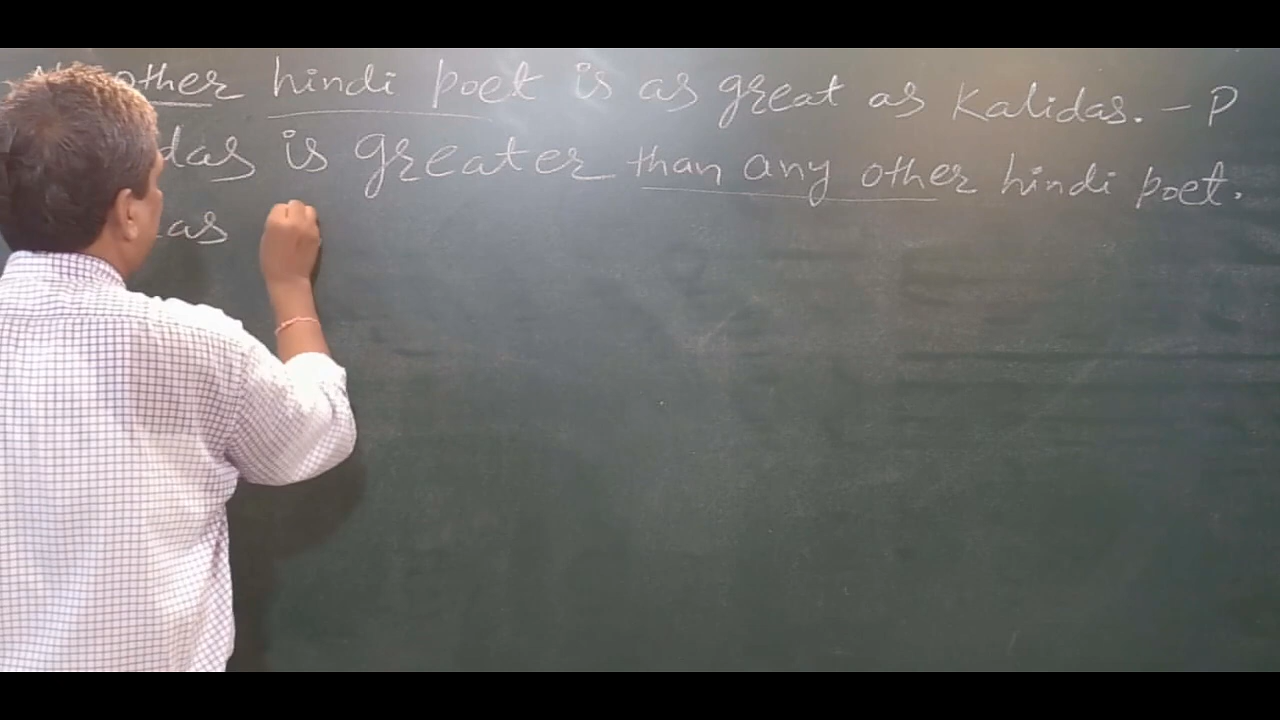 other hindi poet is as great as Kalidas. - P
das is greater than any other hindi poet.
as